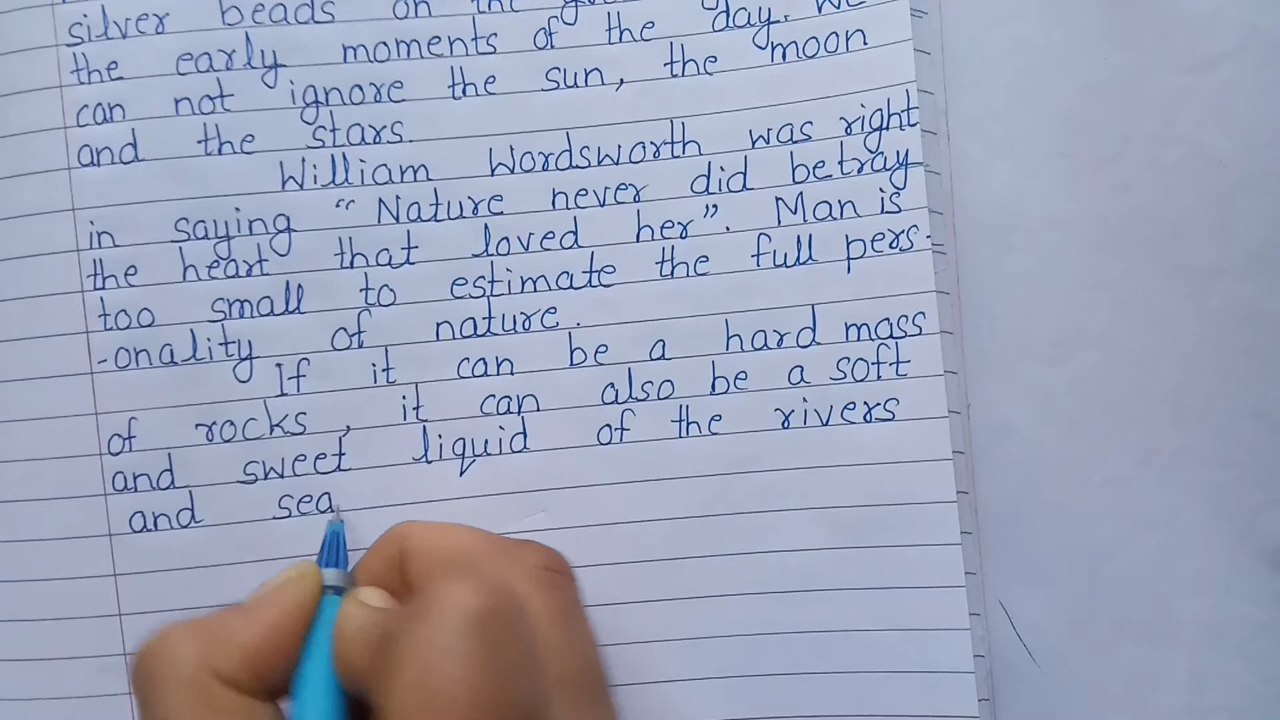 silver beads on the
the early moments of the day. We
can not ignore the sun, the moon
and the stars.
William Wordsworth was right
in saying “Nature never did betray
the heart that loved her”. Man is
too small to estimate the full pers-
-onality of nature.
If it can be a hard mass
of rocks, it can also be a soft
and sweet liquid of the rivers
and sea